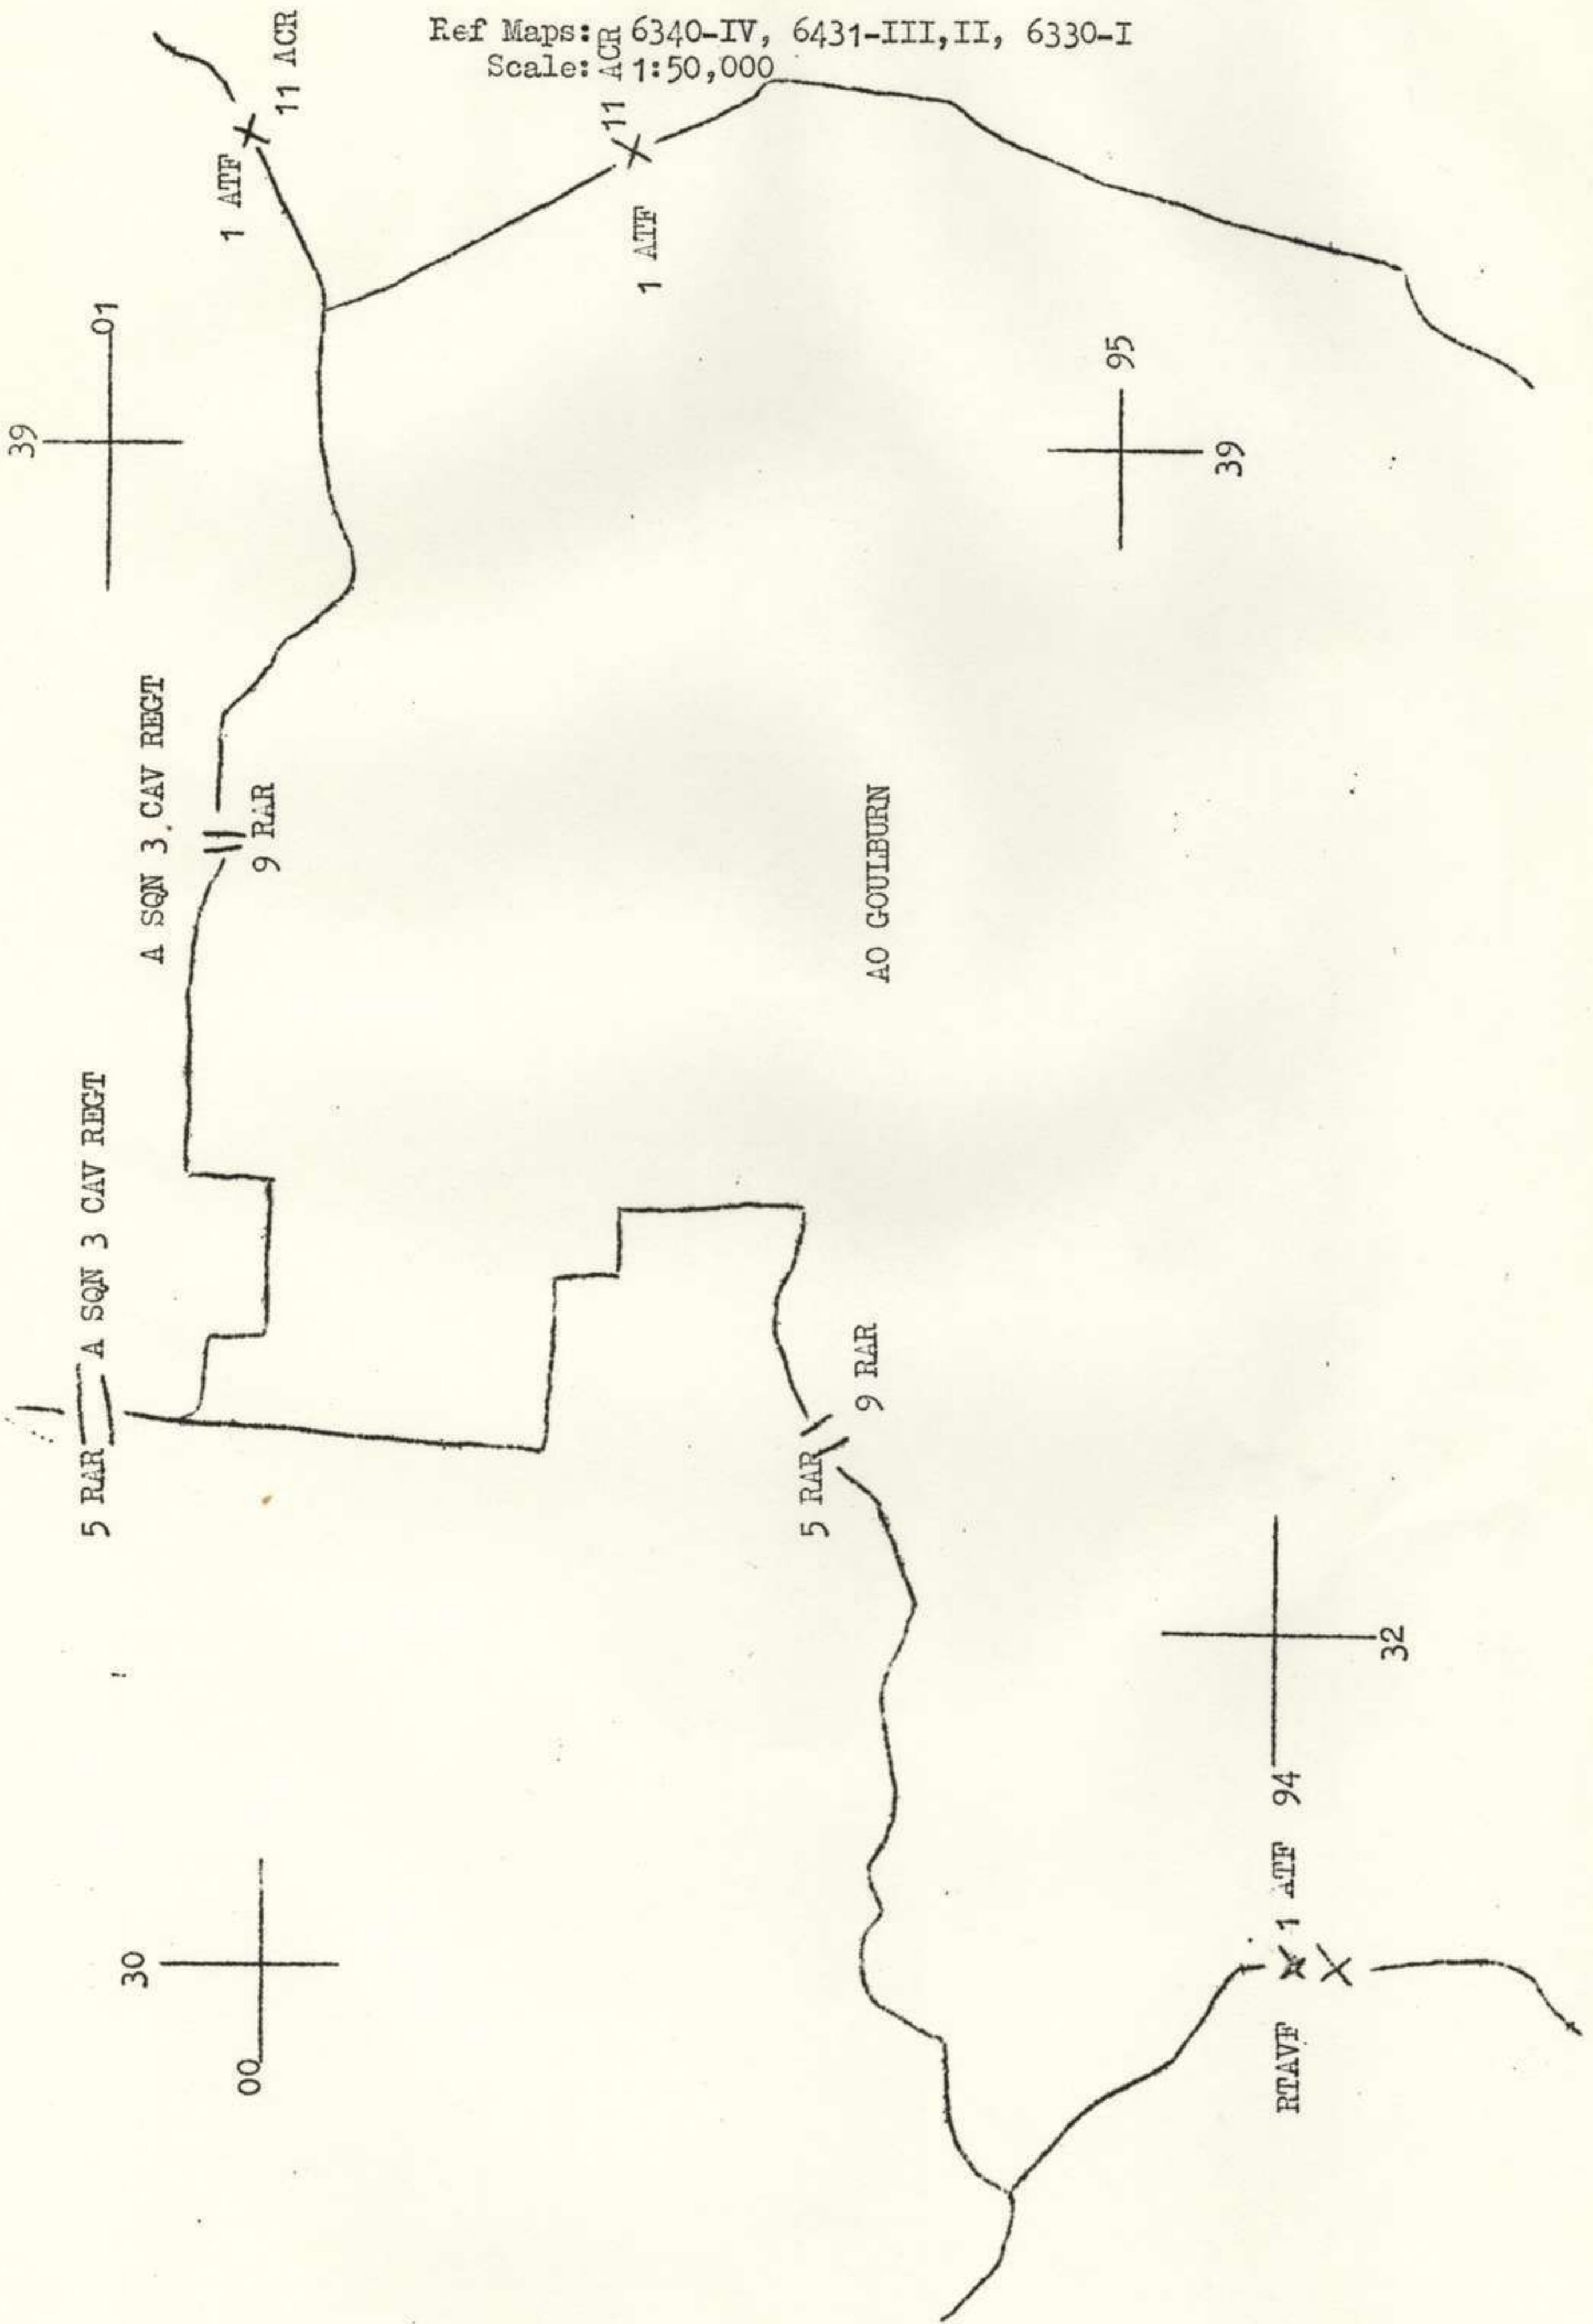 Ref Maps: 6340-IV, 6431-III,II, 6330-I
Scale: 1:50,000
11 ACR
1 ATF
11 ACR
1 ATF
39
01
A SQN 3 CAV REGT
9 RAR
95
39
AO GOULBURN
5 RAR
A SQN 3 CAV REGT
5 RAR
9 RAR
30
00
32
94
RTAVF
1 ATF